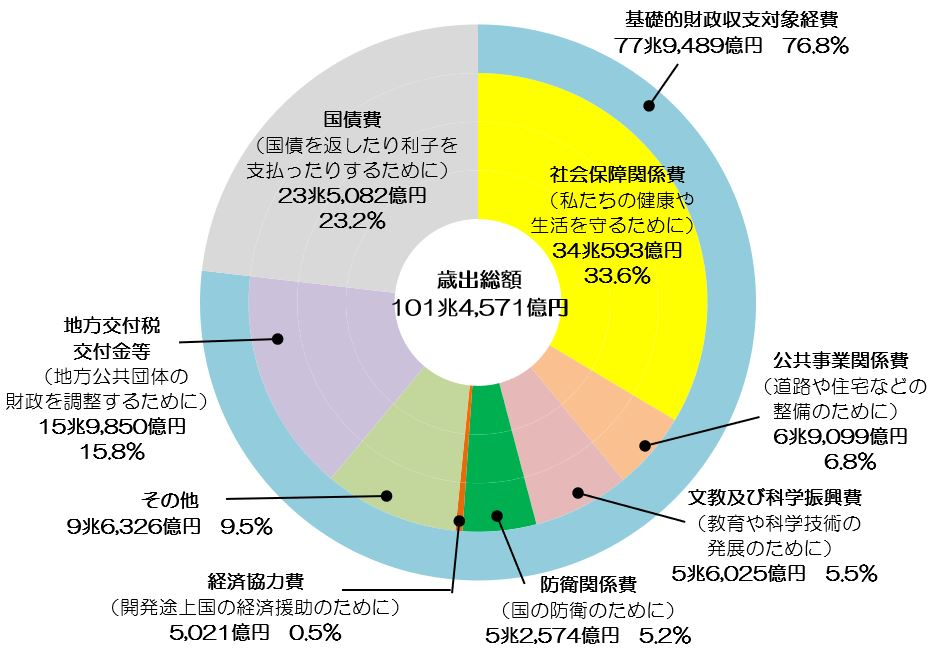 基礎的財政収支対象経費
77兆9,489億円 76.8%
国債費
（国債を返したり利子を
支払ったりするために）
23兆5,082億円
23.2%
社会保障関係費
（私たちの健康や
生活を守るために）
34兆593億円
33.6%
歳出総額
101兆4,571億円
地方交付税
交付金等
（地方公共団体の
財政を調整するために）
15兆9,850億円
15.8%
公共事業関係費
（道路や住宅などの
整備のために）
6兆9,099億円
6.8%
その他
9兆6,326億円 9.5%
文教及び科学振興費
（教育や科学技術の
発展のために）
5兆6,025億円 5.5%
経済協力費
（開発途上国の経済援助のために）
5,021億円 0.5%
防衛関係費
（国の防衛のために）
5兆2,574億円 5.2%